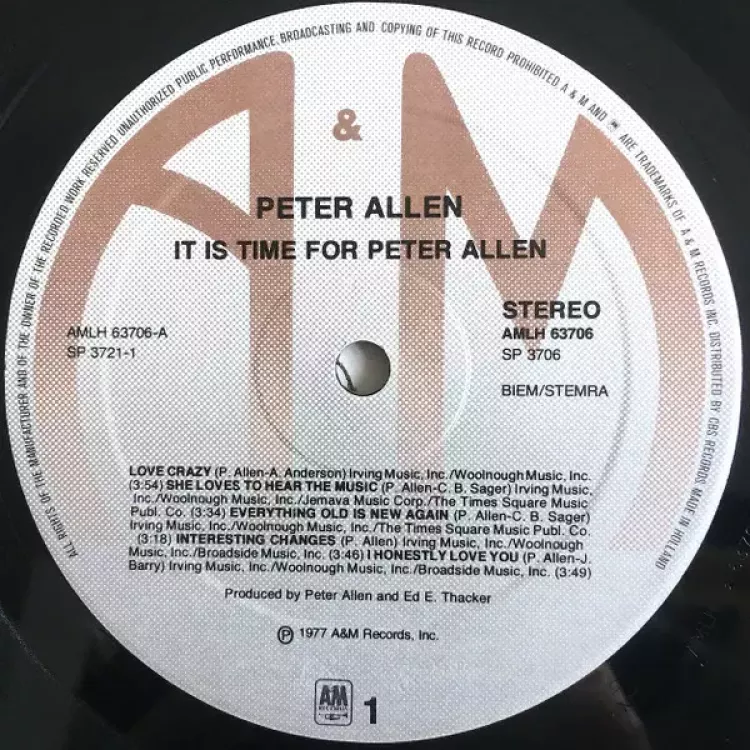 ALL RIGHTS OF THE MANUFACTURER AND OF THE OWNER OF THE RECORDED WORK RESERVED UNAUTHORIZED PUBLIC PERFORMANCE, BROADCASTING AND COPYING OF THIS RECORD PROHIBITED A & M AND ARE TRADEMARKS OF A & M RECORDS INC. DISTRIBUTED BY CBS RECORDS MADE IN HOLLAND
A & M
PETER ALLEN
IT IS TIME FOR PETER ALLEN
AMLH 63706-A
SP 3721-1
STEREO
AMLH 63706
SP 3706
BIEM/STEMRA
LOVE CRAZY (P. Allen-A. Anderson) Irving Music, Inc./Woolnough Music, Inc.
(3:54) SHE LOVES TO HEAR THE MUSIC (P. Allen-C. B. Sager) Irving Music,
Inc./Woolnough Music, Inc./Jemava Music Corp./The Times Square Music
Publ. Co. (3:34) EVERYTHING OLD IS NEW AGAIN (P. Allen-C. B. Sager)
Irving Music, Inc./Woolnough Music, Inc./The Times Square Music Publ. Co.
(3:18) INTERESTING CHANGES (P. Allen) Irving Music, Inc./Woolnough
Music, Inc./Broadside Music, Inc. (3:46) I HONESTLY LOVE YOU (P. Allen-J.
Barry) Irving Music, Inc./Woolnough Music, Inc./Broadside Music, Inc. (3:49)
Produced by Peter Allen and Ed E. Thacker
℗ 1977 A&M Records, Inc.
AM
RECORDS
1